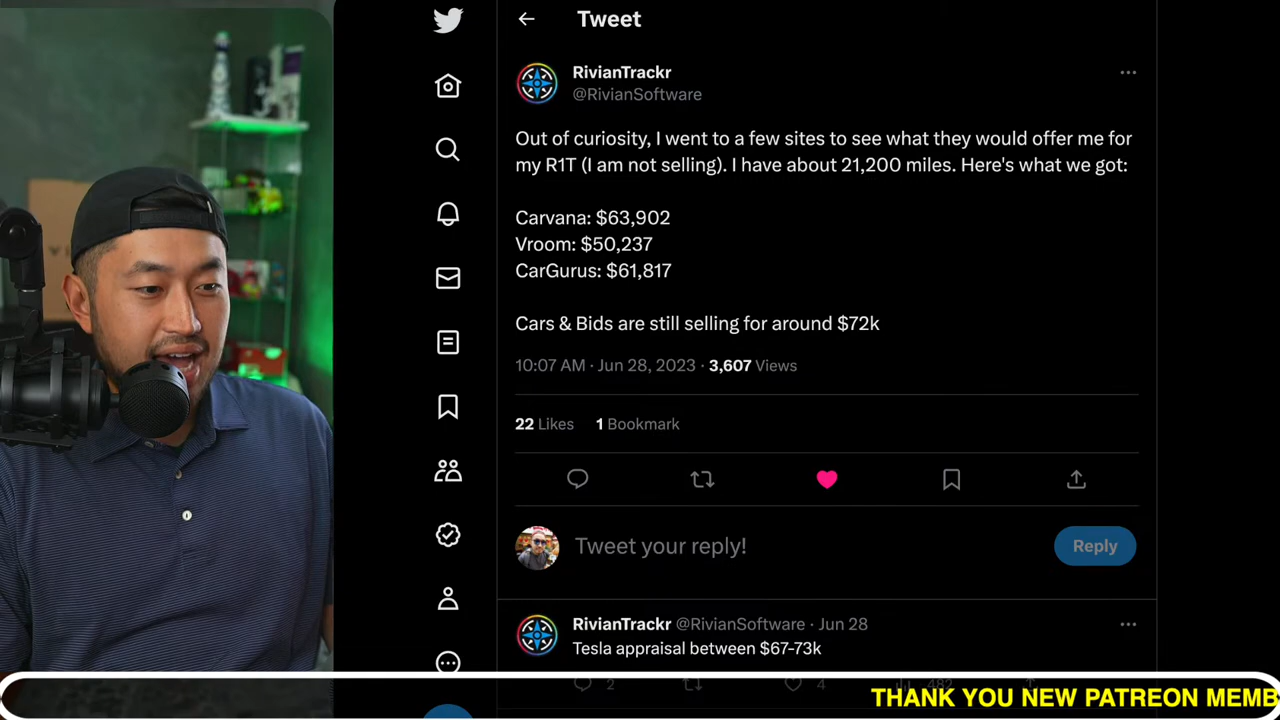 Tweet
RivianTrackr
@RivianSoftware
Out of curiosity, I went to a few sites to see what they would offer me for
my R1T (I am not selling). I have about 21,200 miles. Here's what we got:
Carvana: $63,902
Vroom: $50,237
CarGurus: $61,817
Cars & Bids are still selling for around $72k
10:07 AM · Jun 28, 2023 · 3,607 Views
22 Likes 1 Bookmark
Tweet your reply!
Reply
RivianTrackr @RivianSoftware · Jun 28
Tesla appraisal between $67-73k
2 4 482
THANK YOU NEW PATREON MEMB